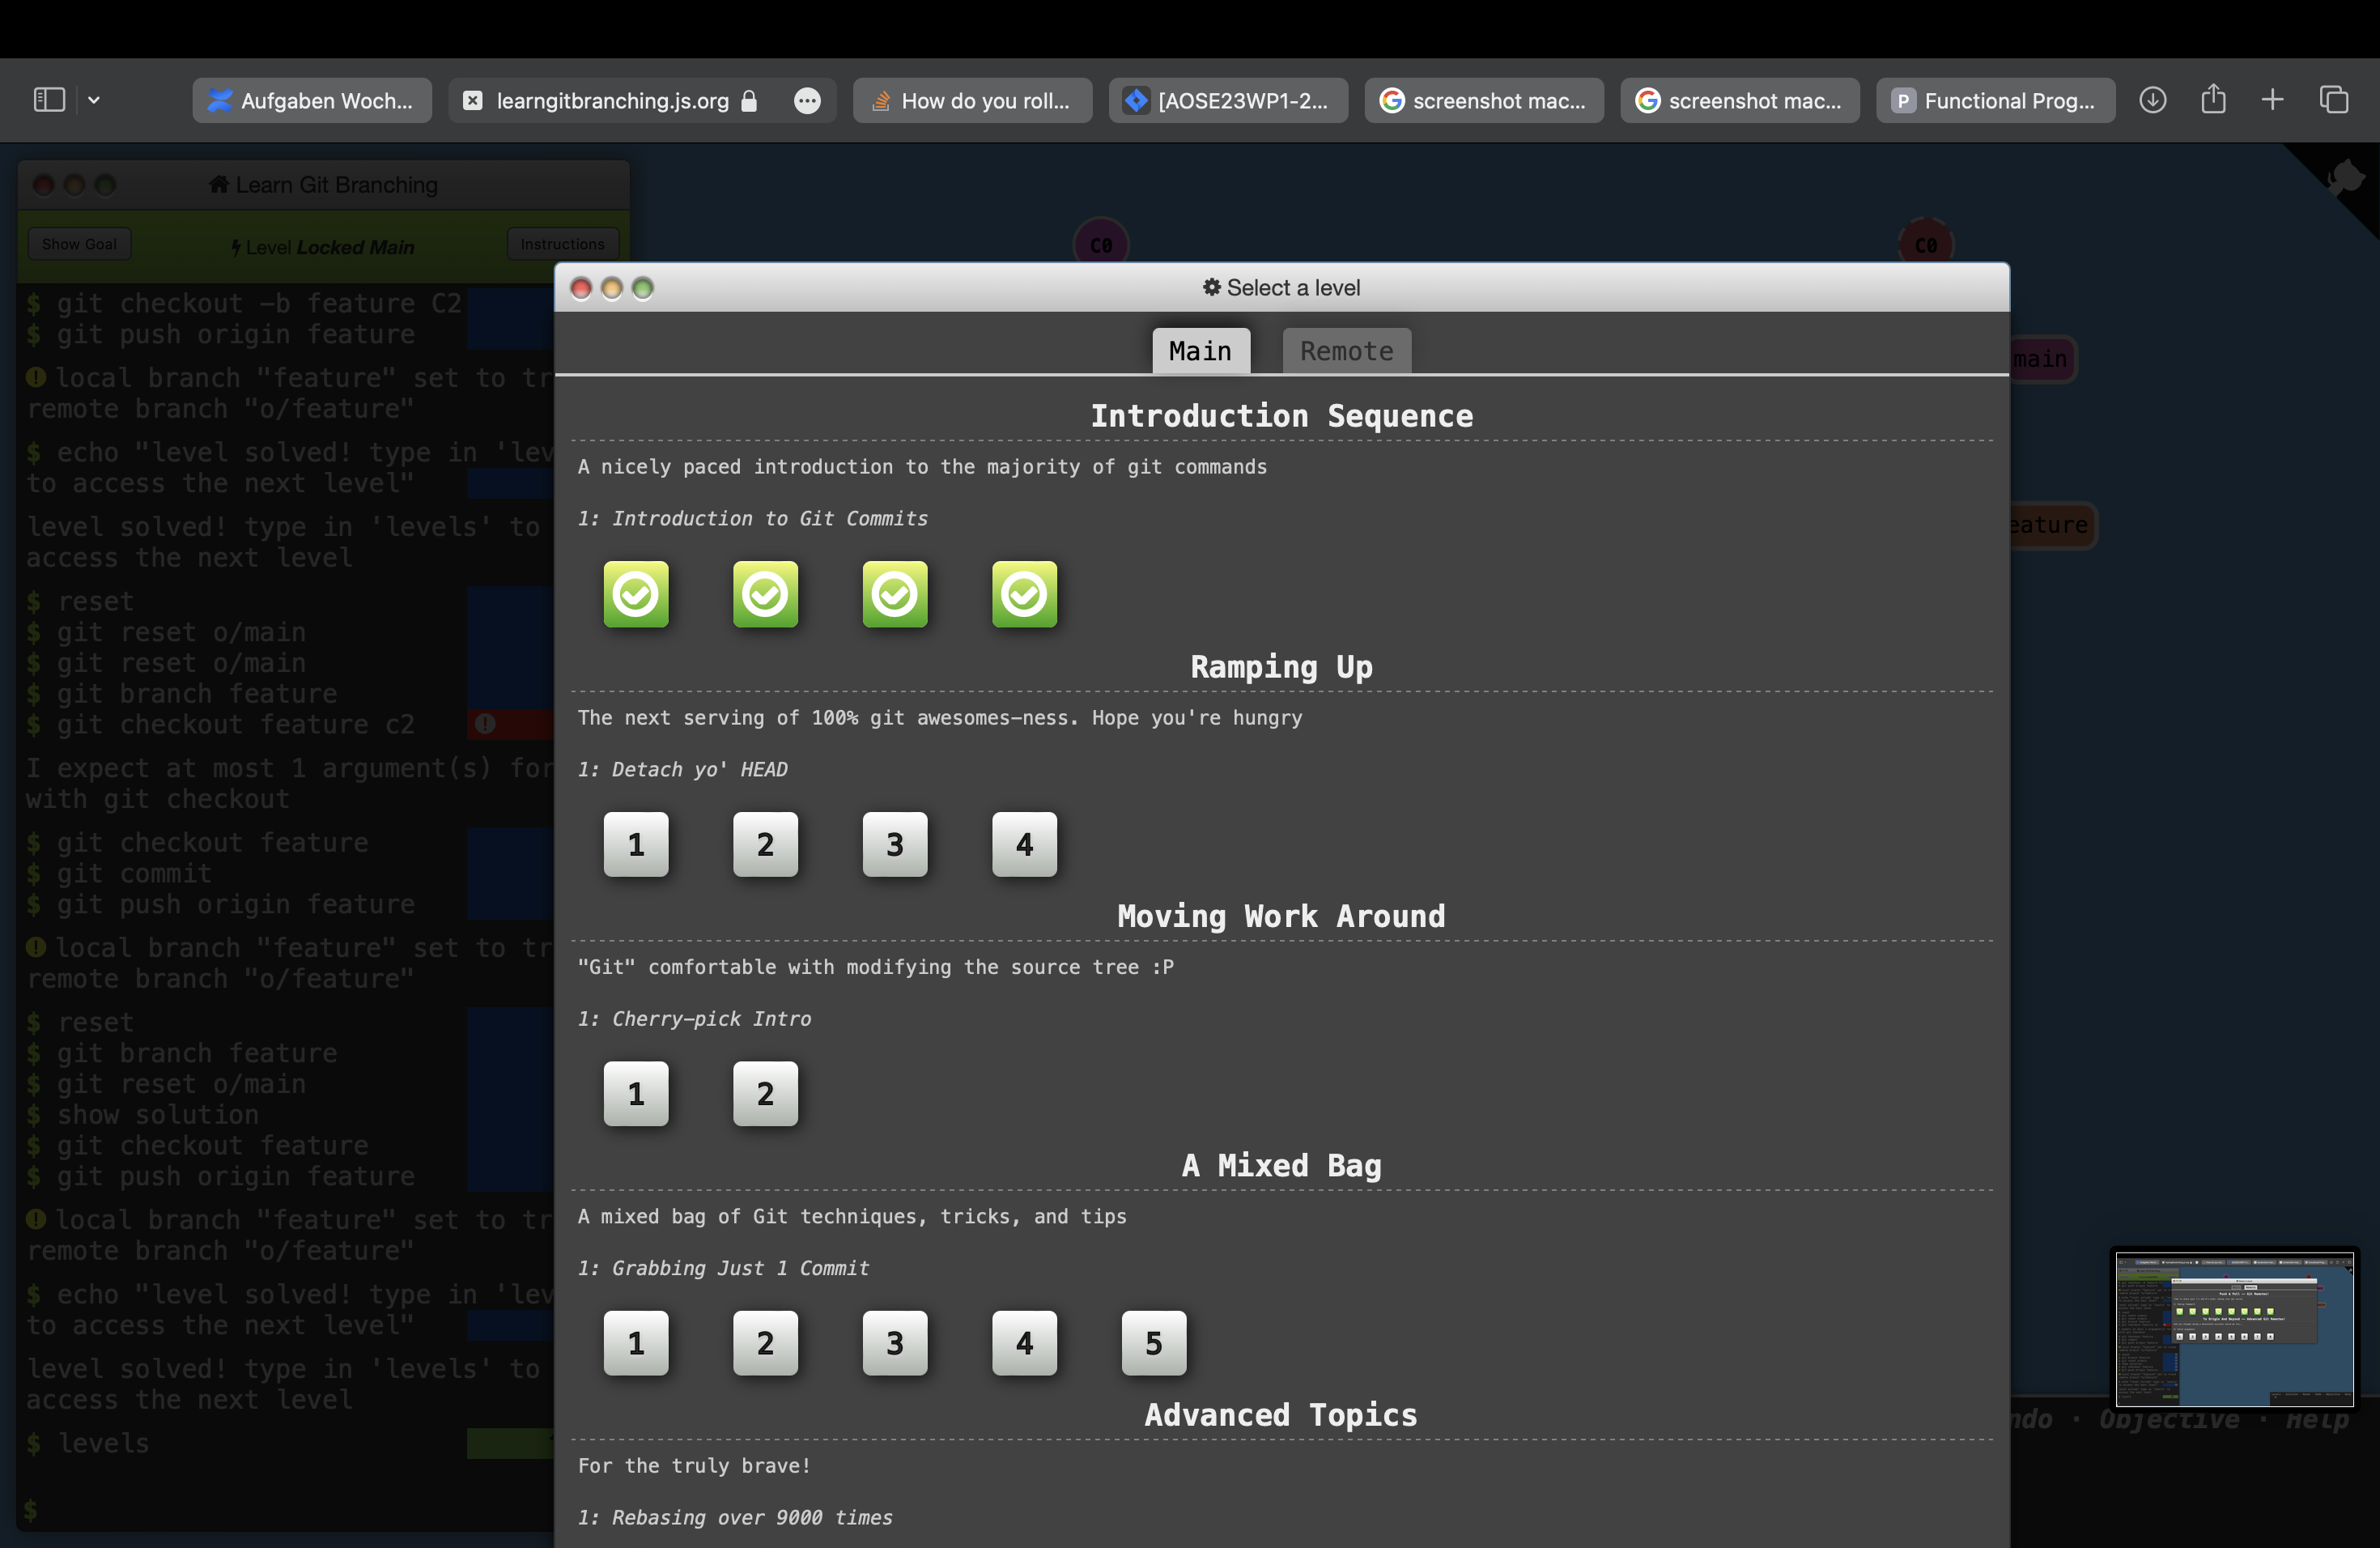 Aufgaben Woch...
learngitbranching.js.org
How do you roll...
[AOSE23WP1-2...
screenshot mac...
screenshot mac...
P Functional Prog...
Learn Git Branching
Show Goal
Level Locked Main
Instructions
$ git checkout -b feature C2
$ git push origin feature
local branch "feature" set to tr
remote branch "o/feature"
$ echo "level solved! type in 'lev
to access the next level"
level solved! type in 'levels' to
access the next level
$ reset
$ git reset o/main
$ git reset o/main
$ git branch feature
$ git checkout feature c2
I expect at most 1 argument(s) for
with git checkout
$ git checkout feature
$ git commit
$ git push origin feature
local branch "feature" set to tr
remote branch "o/feature"
$ reset
$ git branch feature
$ git reset o/main
$ show solution
$ git checkout feature
$ git push origin feature
local branch "feature" set to tr
remote branch "o/feature"
$ echo "level solved! type in 'lev
to access the next level"
level solved! type in 'levels' to
access the next level
$ levels
$
C0
C0
main
eature
Select a level
Main
Remote
Introduction Sequence
A nicely paced introduction to the majority of git commands
1: Introduction to Git Commits
Ramping Up
The next serving of 100% git awesomes-ness. Hope you're hungry
1: Detach yo' HEAD
1 2 3 4
Moving Work Around
"Git" comfortable with modifying the source tree :P
1: Cherry-pick Intro
1 2
A Mixed Bag
A mixed bag of Git techniques, tricks, and tips
1: Grabbing Just 1 Commit
1 2 3 4 5
Advanced Topics
For the truly brave!
1: Rebasing over 9000 times
ndo · Objective · Help